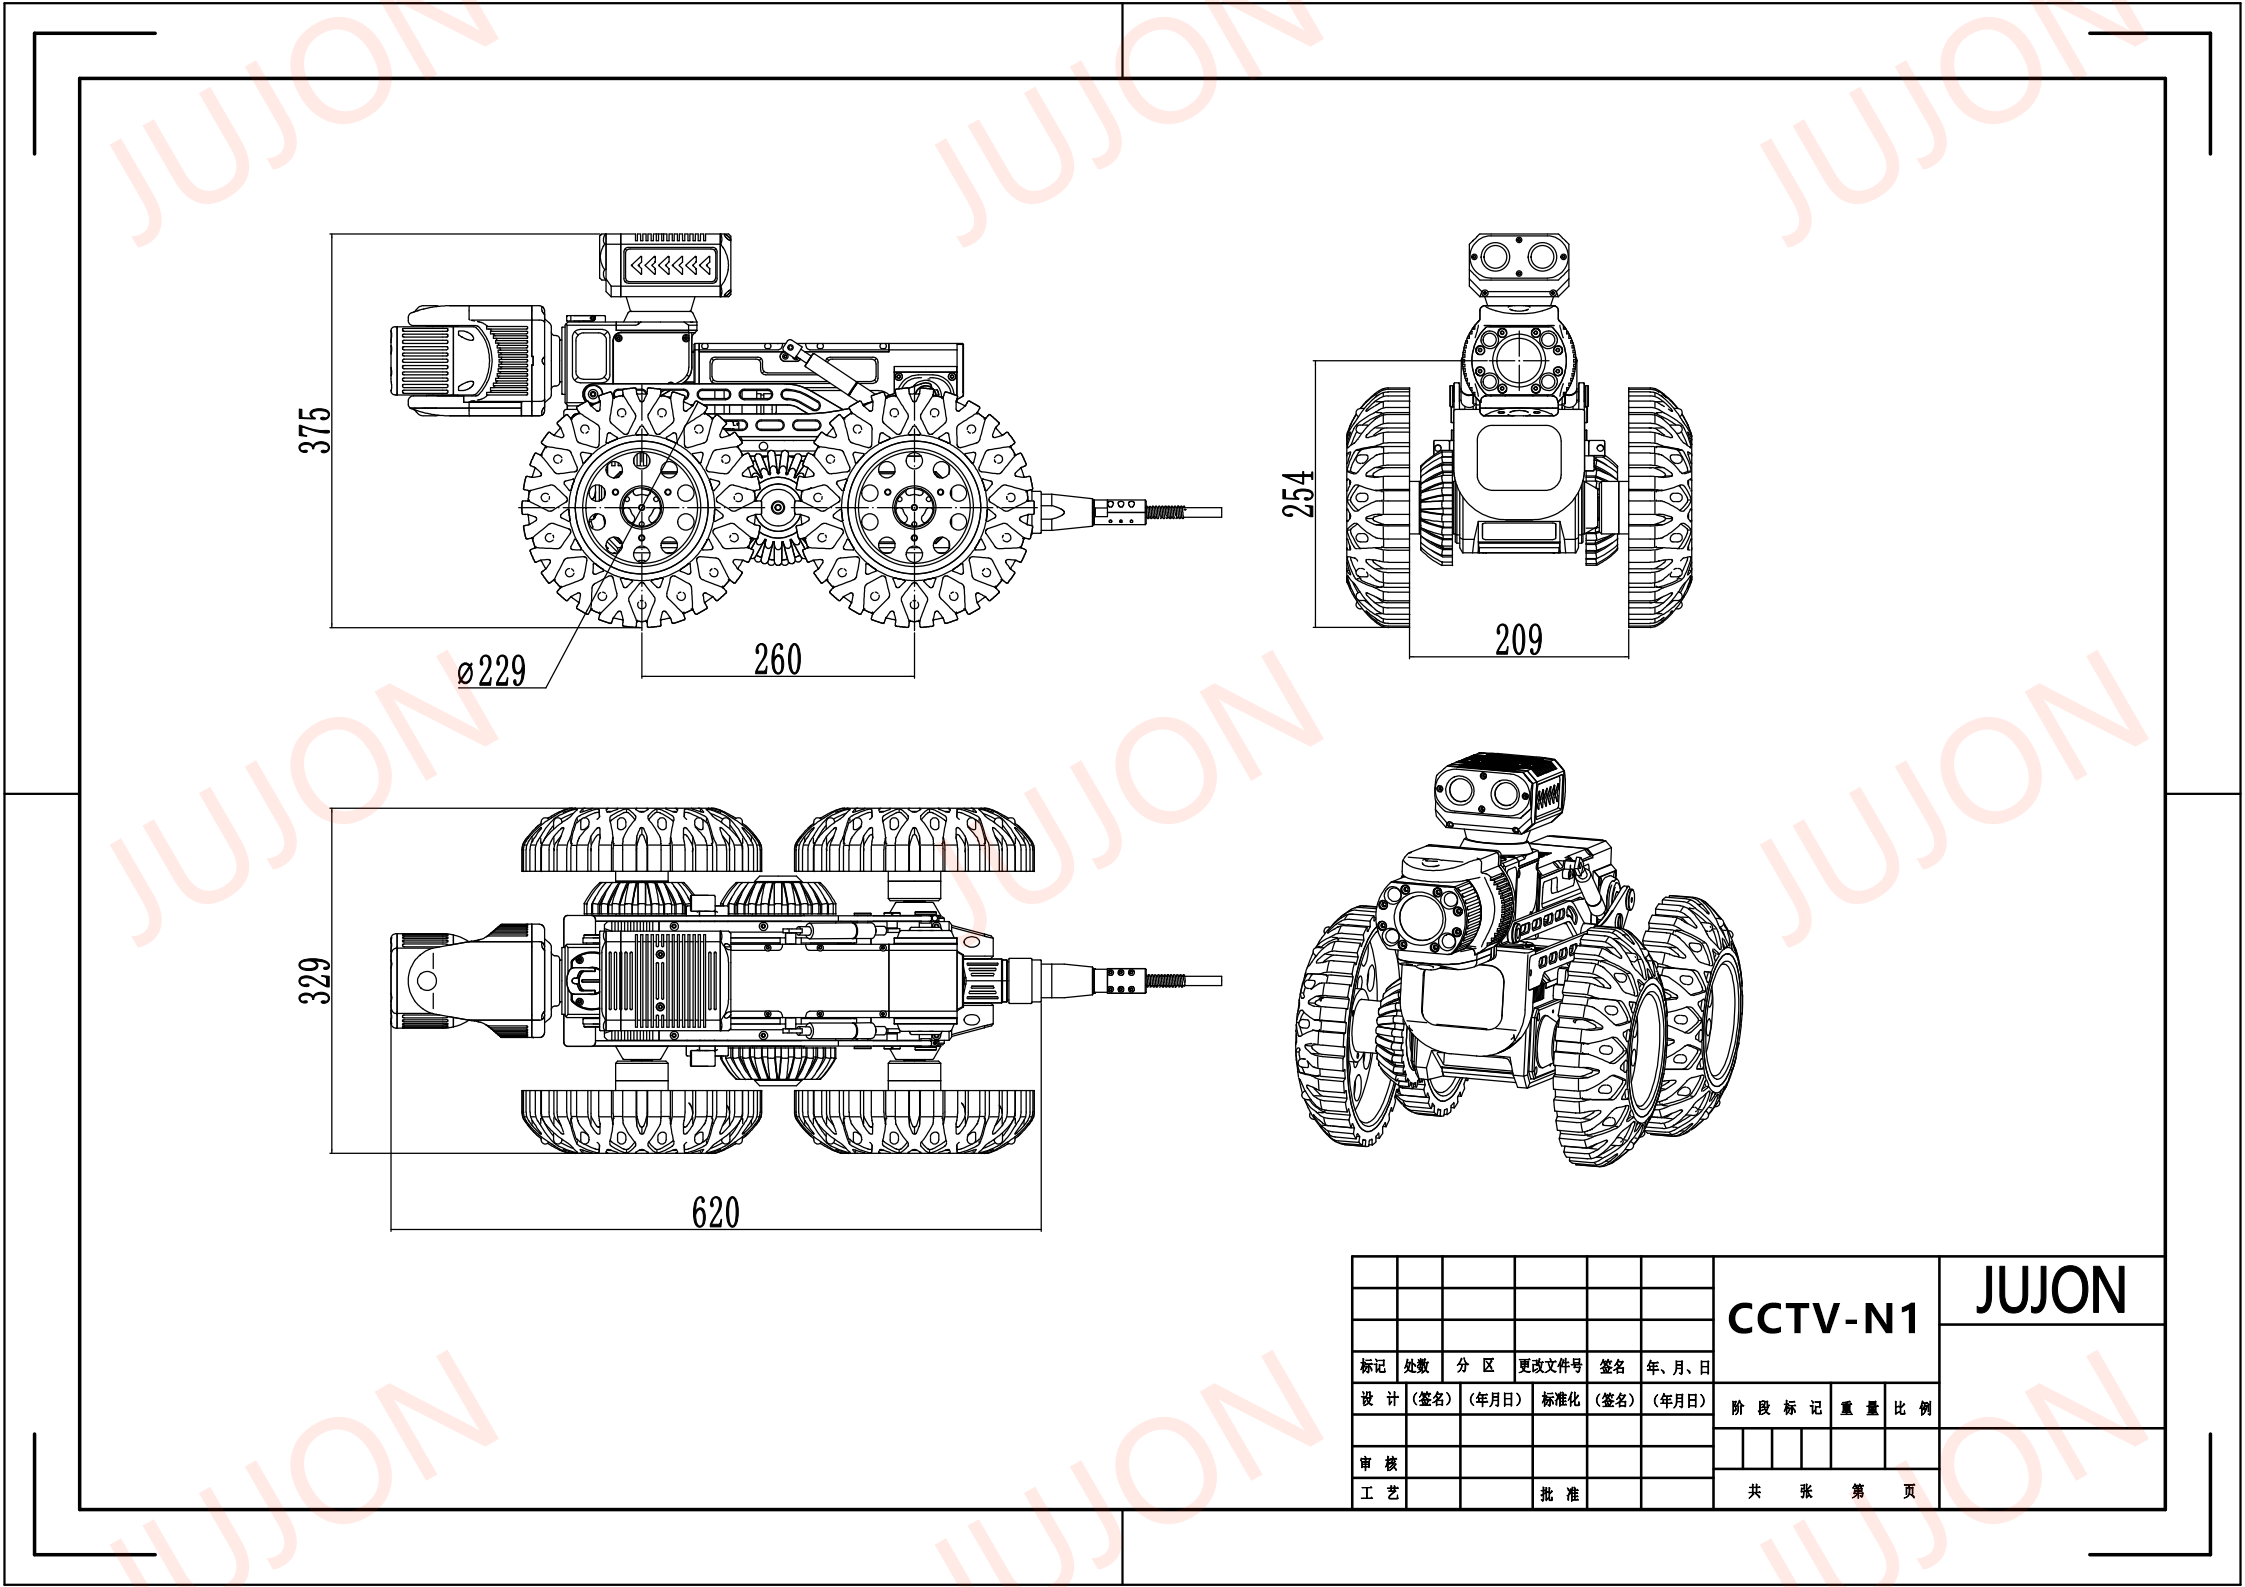 JUJON JUJON JUJON
375
254
209
260
⌀229
JUJON JUJON JUJON
329
620
CCTV-N1
JUJON
标记 处数 分 区 更改文件号 签名 年、月、日
设 计 (签名) (年月日) 标准化 (签名) (年月日)
阶 段 标 记 重 量 比 例
审 核
工 艺 批 准
共 张 第 页
JUJON JUJON JUJON